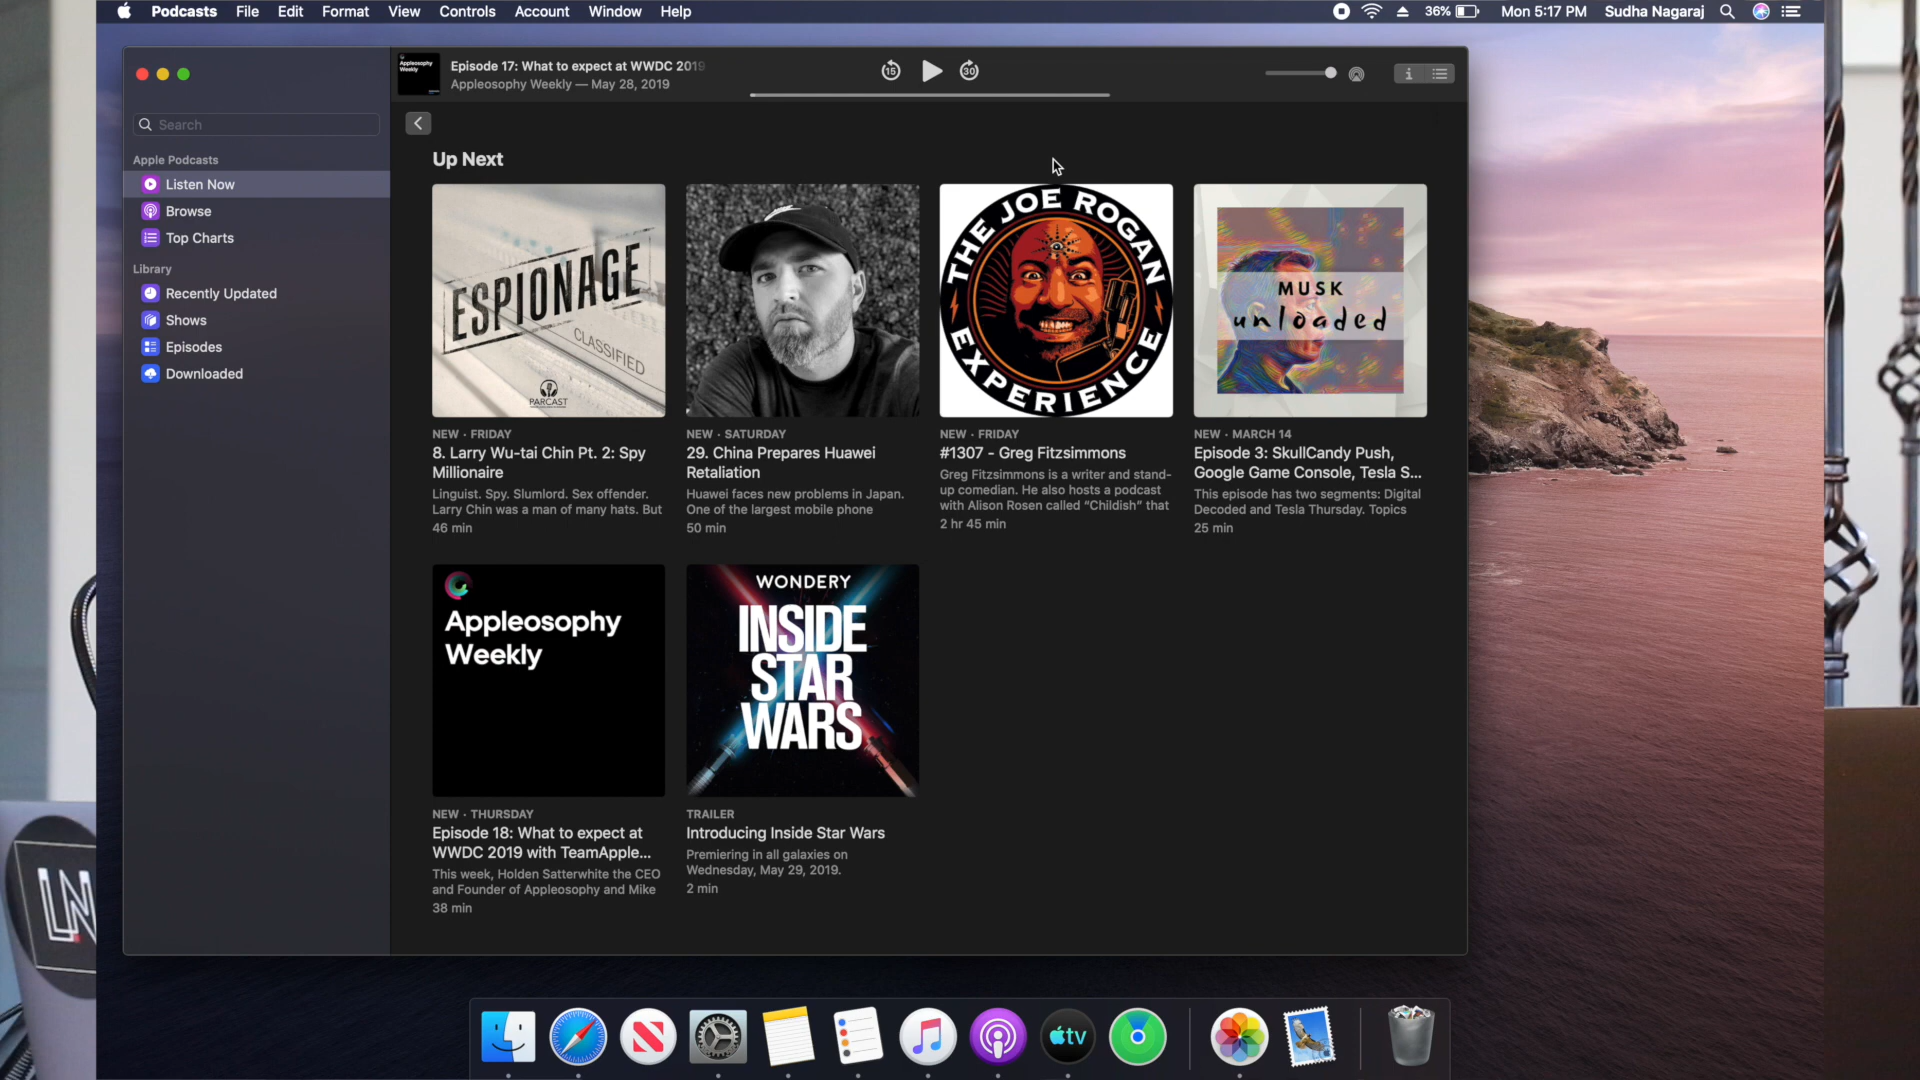 Podcasts File Edit Format View Controls Account Window Help
36% Mon 5:17 PM Sudha Nagaraj
Appleosophy
Weekly
Episode 17: What to expect at WWDC 2019
Appleosophy Weekly — May 28, 2019
15
30
Search
Apple Podcasts
Listen Now
Browse
Top Charts
Library
Recently Updated
Shows
Episodes
Downloaded
Up Next
ESPIONAGE
CLASSIFIED
PARCAST
NEW · FRIDAY
8. Larry Wu-tai Chin Pt. 2: Spy
Millionaire
Linguist. Spy. Slumlord. Sex offender.
Larry Chin was a man of many hats. But
46 min
NEW · SATURDAY
29. China Prepares Huawei
Retaliation
Huawei faces new problems in Japan.
One of the largest mobile phone
50 min
THE JOE ROGAN
EXPERIENCE
NEW · FRIDAY
#1307 - Greg Fitzsimmons
Greg Fitzsimmons is a writer and stand-
up comedian. He also hosts a podcast
with Alison Rosen called “Childish” that
2 hr 45 min
MUSK
unloaded
NEW · MARCH 14
Episode 3: SkullCandy Push,
Google Game Console, Tesla S...
This episode has two segments: Digital
Decoded and Tesla Thursday. Topics
25 min
Appleosophy
Weekly
NEW · THURSDAY
Episode 18: What to expect at
WWDC 2019 with TeamApple...
This week, Holden Satterwhite the CEO
and Founder of Appleosophy and Mike
38 min
WONDERY
INSIDE
STAR
WARS
TRAILER
Introducing Inside Star Wars
Premiering in all galaxies on
Wednesday, May 29, 2019.
2 min
tv